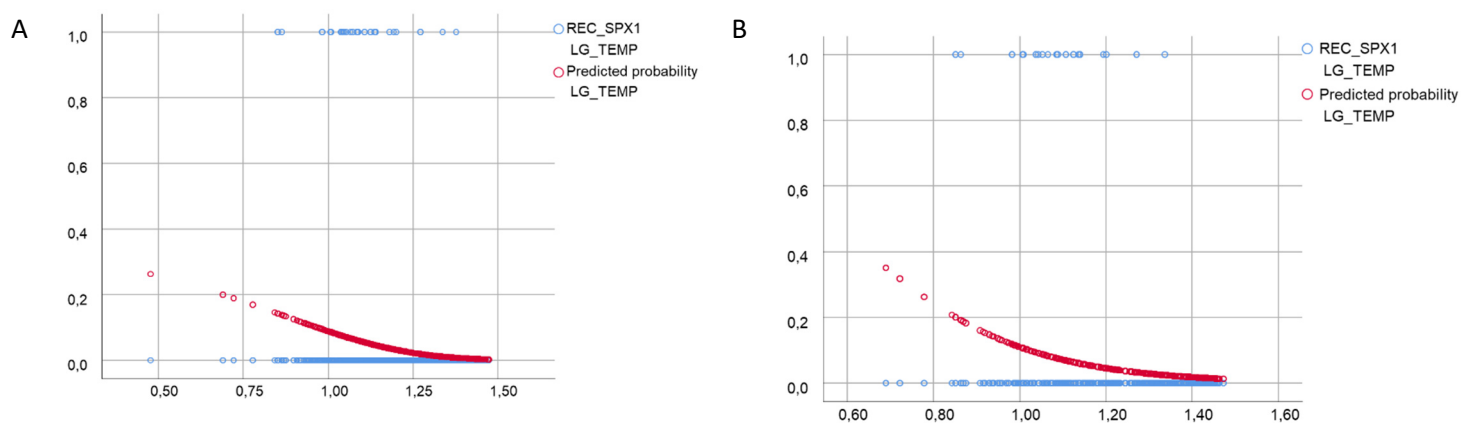 A
1,0
0,8
0,6
0,4
0,2
0,0
0,50
0,75
1,00
1,25
1,50
REC_SPX1
LG_TEMP
Predicted probability
LG_TEMP
B
1,0
0,8
0,6
0,4
0,2
0,0
0,60
0,80
1,00
1,20
1,40
1,60
REC_SPX1
LG_TEMP
Predicted probability
LG_TEMP